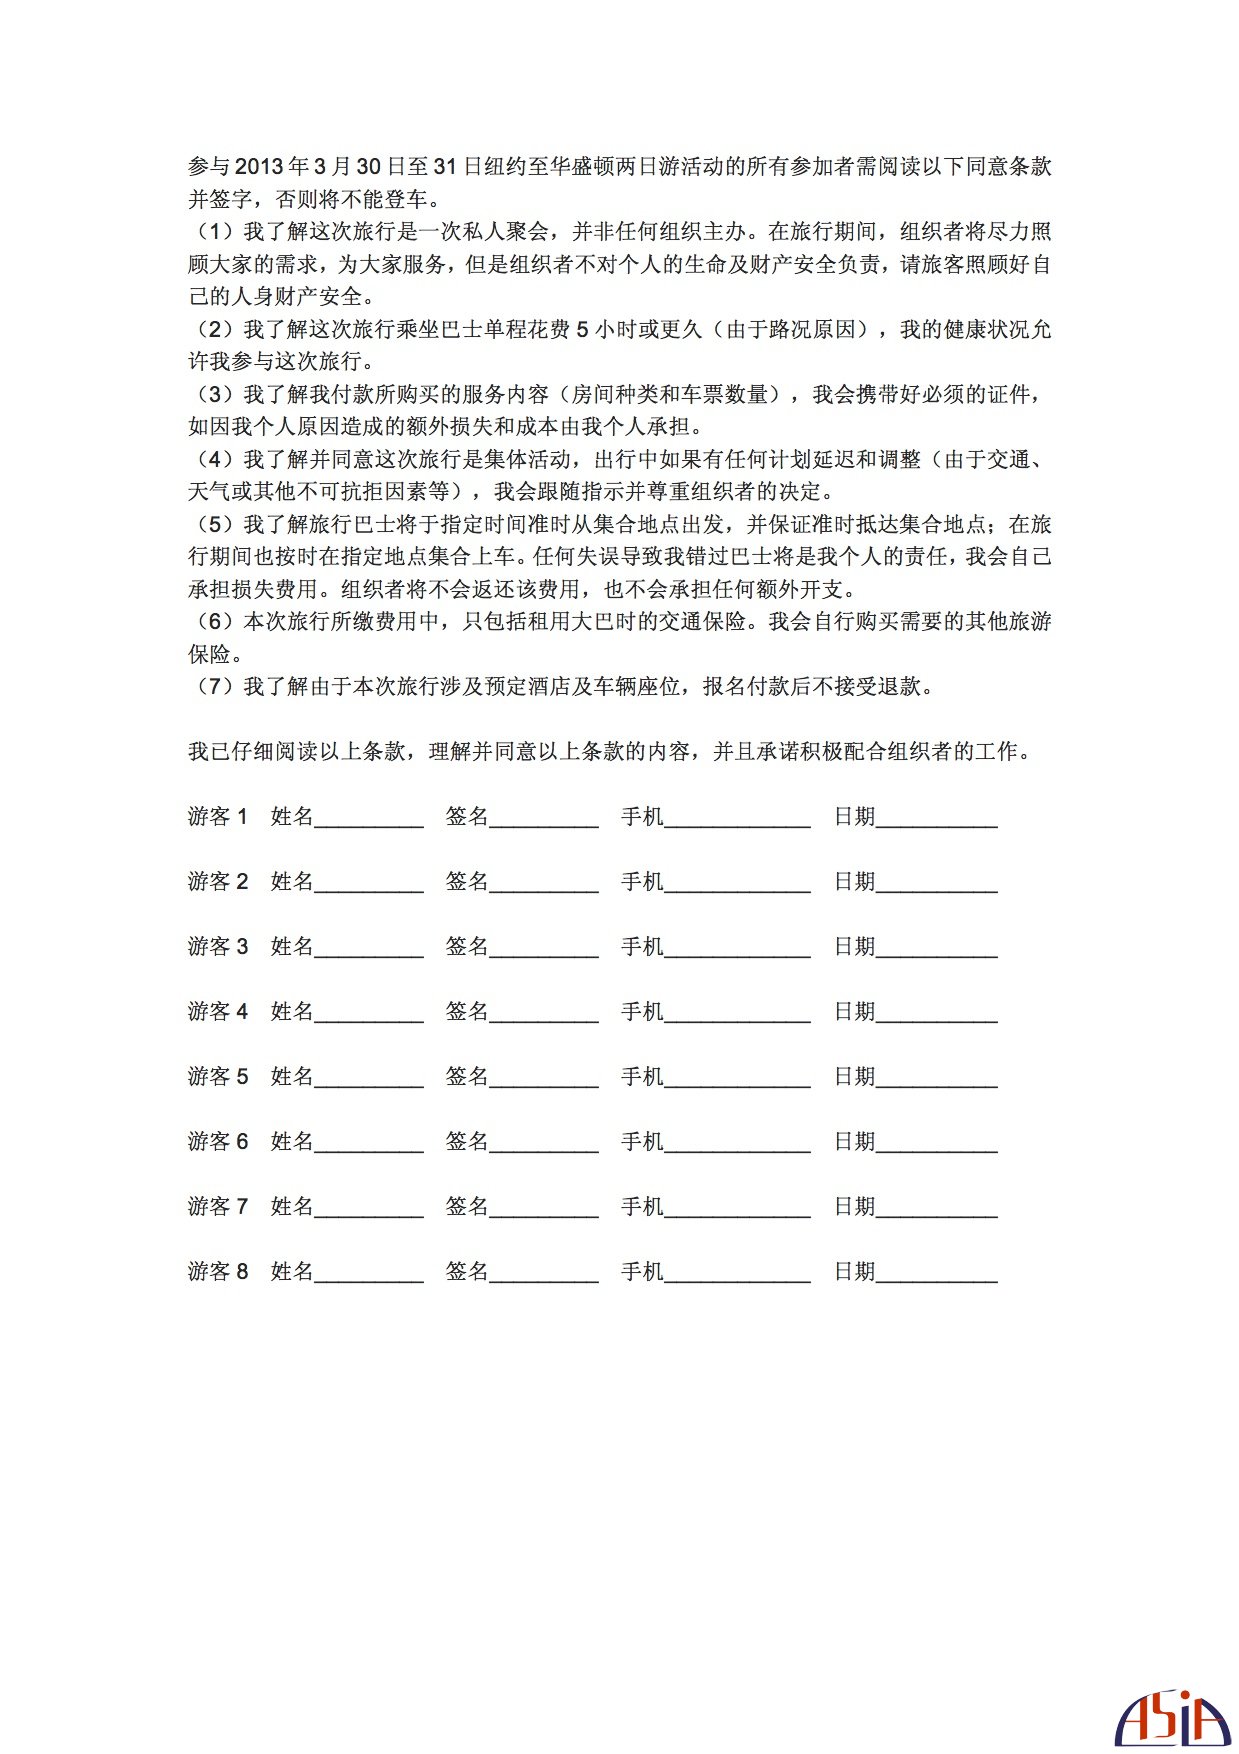 参与 2013 年 3 月 30 日至 31 日纽约至华盛顿两日游活动的所有参加者需阅读以下同意条款
并签字，否则将不能登车。
（1）我了解这次旅行是一次私人聚会，并非任何组织主办。在旅行期间，组织者将尽力照
顾大家的需求，为大家服务，但是组织者不对个人的生命及财产安全负责，请旅客照顾好自
己的人身财产安全。
（2）我了解这次旅行乘坐巴士单程花费 5 小时或更久（由于路况原因），我的健康状况允
许我参与这次旅行。
（3）我了解我付款所购买的服务内容（房间种类和车票数量），我会携带好必须的证件，
如因我个人原因造成的额外损失和成本由我个人承担。
（4）我了解并同意这次旅行是集体活动，出行中如果有任何计划延迟和调整（由于交通、
天气或其他不可抗拒因素等），我会跟随指示并尊重组织者的决定。
（5）我了解旅行巴士将于指定时间准时从集合地点出发，并保证准时抵达集合地点；在旅
行期间也按时在指定地点集合上车。任何失误导致我错过巴士将是我个人的责任，我会自己
承担损失费用。组织者将不会返还该费用，也不会承担任何额外开支。
（6）本次旅行所缴费用中，只包括租用大巴时的交通保险。我会自行购买需要的其他旅游
保险。
（7）我了解由于本次旅行涉及预定酒店及车辆座位，报名付款后不接受退款。
我已仔细阅读以上条款，理解并同意以上条款的内容，并且承诺积极配合组织者的工作。
游客 1 姓名_________ 签名_________ 手机____________ 日期__________
游客 2 姓名_________ 签名_________ 手机____________ 日期__________
游客 3 姓名_________ 签名_________ 手机____________ 日期__________
游客 4 姓名_________ 签名_________ 手机____________ 日期__________
游客 5 姓名_________ 签名_________ 手机____________ 日期__________
游客 6 姓名_________ 签名_________ 手机____________ 日期__________
游客 7 姓名_________ 签名_________ 手机____________ 日期__________
游客 8 姓名_________ 签名_________ 手机____________ 日期__________
ASiA